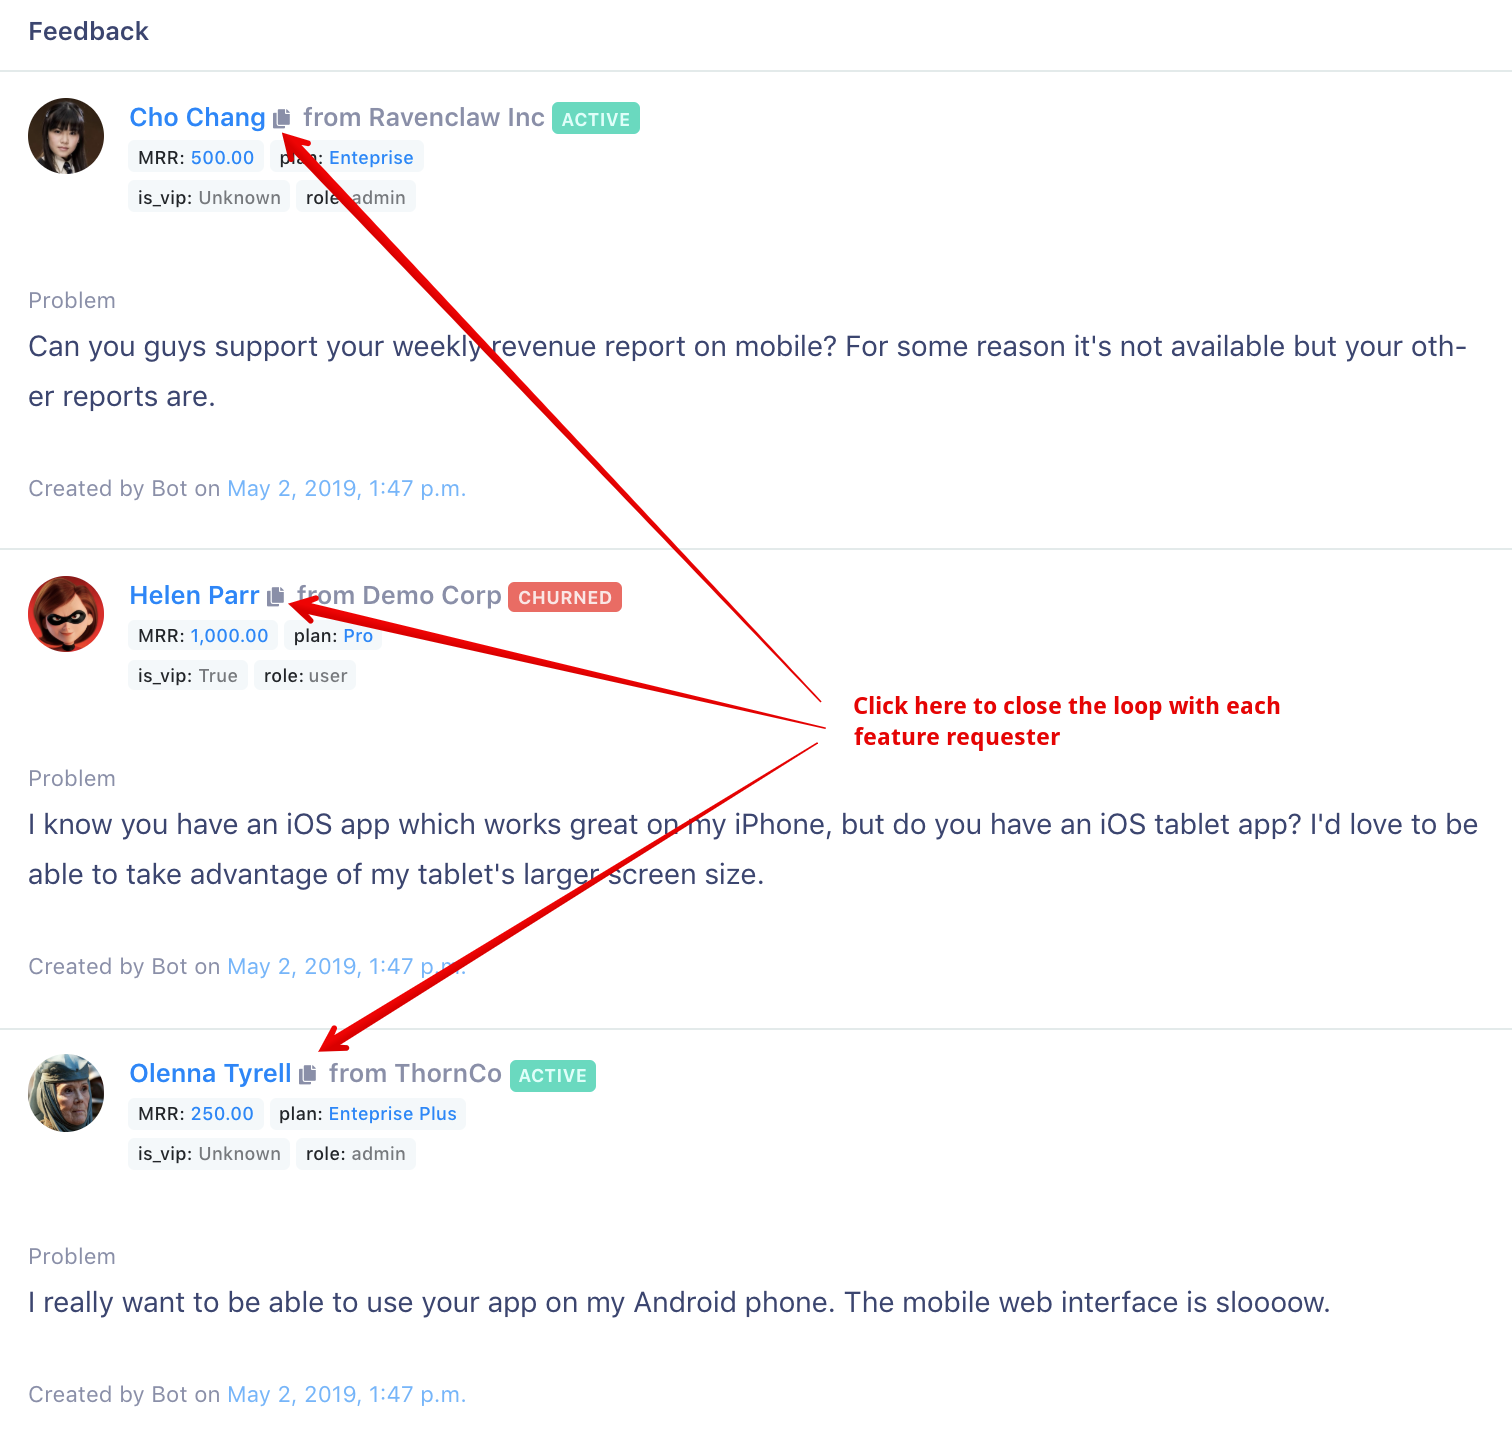 Feedback
Cho Chang from Ravenclaw Inc ACTIVE
MRR: 500.00 plan: Enteprise
is_vip: Unknown role: admin
Problem
Can you guys support your weekly revenue report on mobile? For some reason it's not available but your oth-
er reports are.
Created by Bot on May 2, 2019, 1:47 p.m.
Helen Parr from Demo Corp CHURNED
MRR: 1,000.00 plan: Pro
is_vip: True role: user
Click here to close the loop with each
feature requester
Problem
I know you have an iOS app which works great on my iPhone, but do you have an iOS tablet app? I'd love to be
able to take advantage of my tablet's larger screen size.
Created by Bot on May 2, 2019, 1:47 p.m.
Olenna Tyrell from ThornCo ACTIVE
MRR: 250.00 plan: Enteprise Plus
is_vip: Unknown role: admin
Problem
I really want to be able to use your app on my Android phone. The mobile web interface is sloooow.
Created by Bot on May 2, 2019, 1:47 p.m.